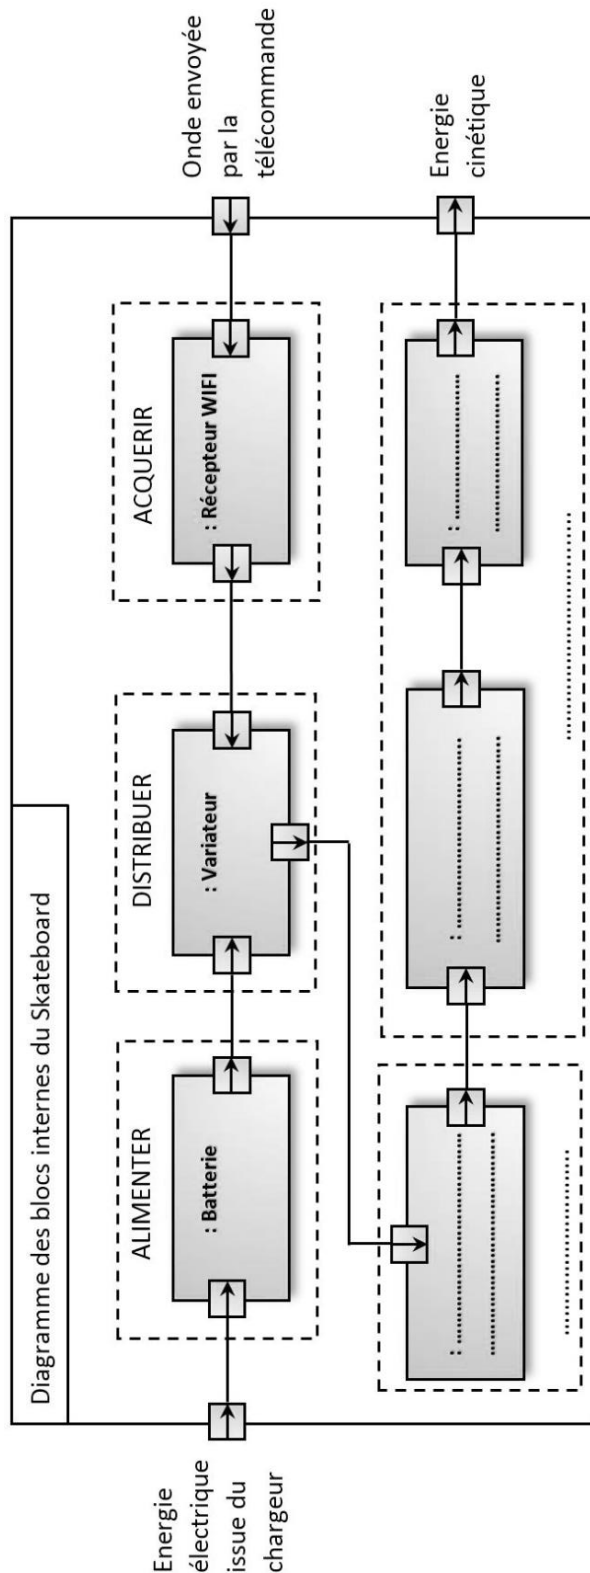 Diagramme des blocs internes du Skateboard
Energie
électrique
issue du
chargeur
ALIMENTER
: Batterie
DISTRIBUER
: Variateur
ACQUERIR
: Récepteur WIFI
Onde envoyée
par la
télécommande
: ..............................
..............................
..............................
: ..............................
..............................
: ..............................
..............................
..............................
Energie
cinétique